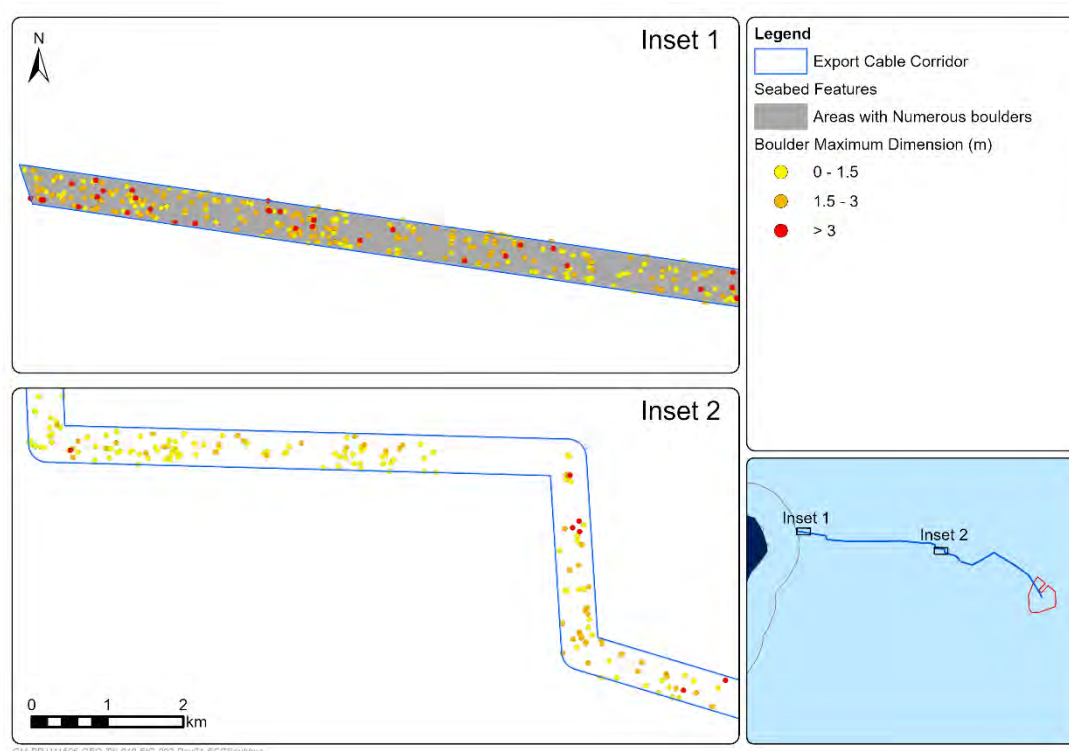 N
Inset 1
Legend
Export Cable Corridor
Seabed Features
Areas with Numerous boulders
Boulder Maximum Dimension (m)
0 - 1.5
1.5 - 3
> 3
Inset 2
0 1 2
km
Inset 1
Inset 2